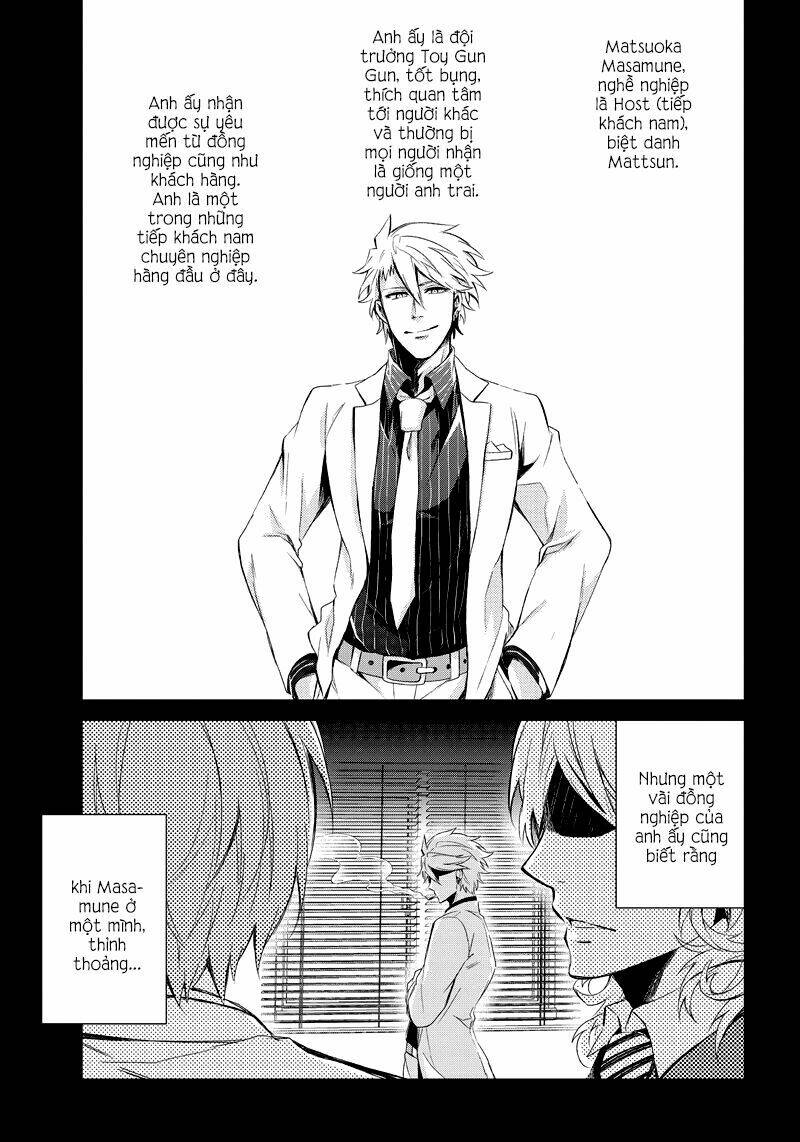 Matsuoka
Masamune,
nghề nghiệp
là Host (tiếp
khách nam),
biệt danh
Mattsun.
Anh ấy là đội
trưởng Toy Gun
Gun, tốt bụng,
thích quan tâm
tới người khác
và thường bị
mọi người nhận
là giống một
người anh trai.
Anh ấy nhận
được sự yêu
mến từ đồng
nghiệp cũng như
khách hàng.
Anh là một
trong những
tiếp khách nam
chuyên nghiệp
hàng đầu ở đây.
Nhưng một
vài đồng
nghiệp của
anh ấy cũng
biết rằng
khi Masa-
mune ở
một mình,
thỉnh
thoảng...